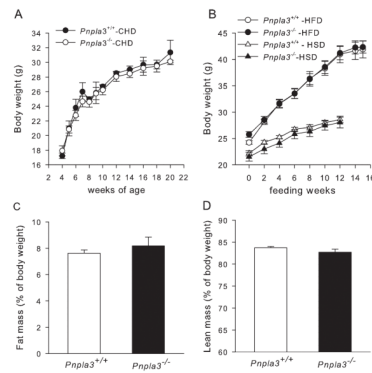 A
Pnpla3+/+-CHD
Pnpla3-/--CHD
Body weight (g)
32
30
28
26
24
22
20
18
16
2 4 6 8 10 12 14 16 18 20 22
weeks of age
B
Pnpla3+/+-HFD
Pnpla3-/--HFD
Pnpla3+/+ - HSD
Pnpla3-/--HSD
Body weight (g)
45
40
35
30
25
20
0 2 4 6 8 10 12 14 16
feeding weeks
C
Fat mass (% of body weight)
10
8
6
4
2
0
Pnpla3+/+ Pnpla3-/-
D
Lean mass (% of body weight)
90
85
80
75
70
65
60
Pnpla3+/+ Pnpla3-/-